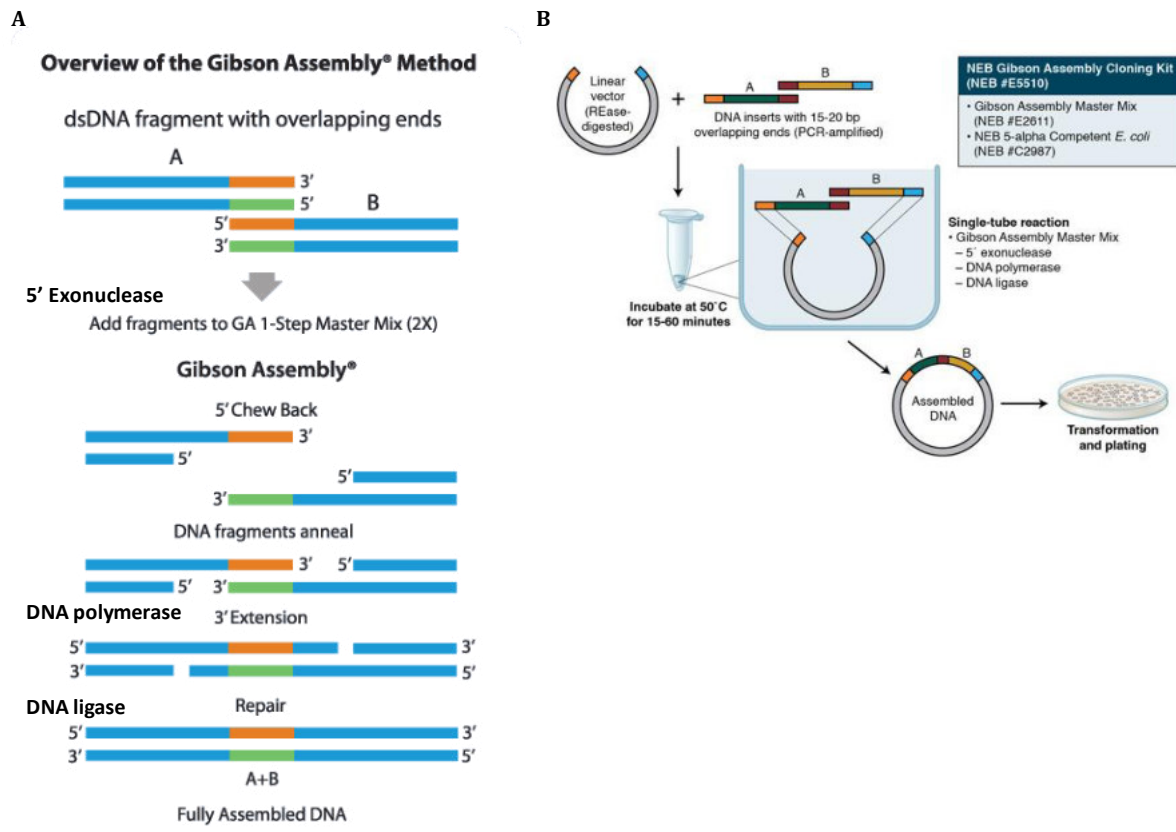 A
Overview of the Gibson Assembly® Method
dsDNA fragment with overlapping ends
A
3′
5′
B
5′
3′
5′ Exonuclease
Add fragments to GA 1-Step Master Mix (2X)
Gibson Assembly®
5′ Chew Back
3′
5′
5′
3′
DNA fragments anneal
3′ 5′
5′ 3′
DNA polymerase
3′ Extension
5′ 3′
3′ 5′
DNA ligase
Repair
5′ 3′
3′ 5′
A+B
Fully Assembled DNA
B
Linear
vector
(REase-
digested)
+
A
B
DNA inserts with 15-20 bp
overlapping ends (PCR-amplified)
NEB Gibson Assembly Cloning Kit
(NEB #E5510)
• Gibson Assembly Master Mix
(NEB #E2611)
• NEB 5-alpha Competent E. coli
(NEB #C2987)
A
B
Single-tube reaction
• Gibson Assembly Master Mix
– 5´ exonuclease
– DNA polymerase
– DNA ligase
Incubate at 50˚C
for 15-60 minutes
A B
Assembled
DNA
Transformation
and plating